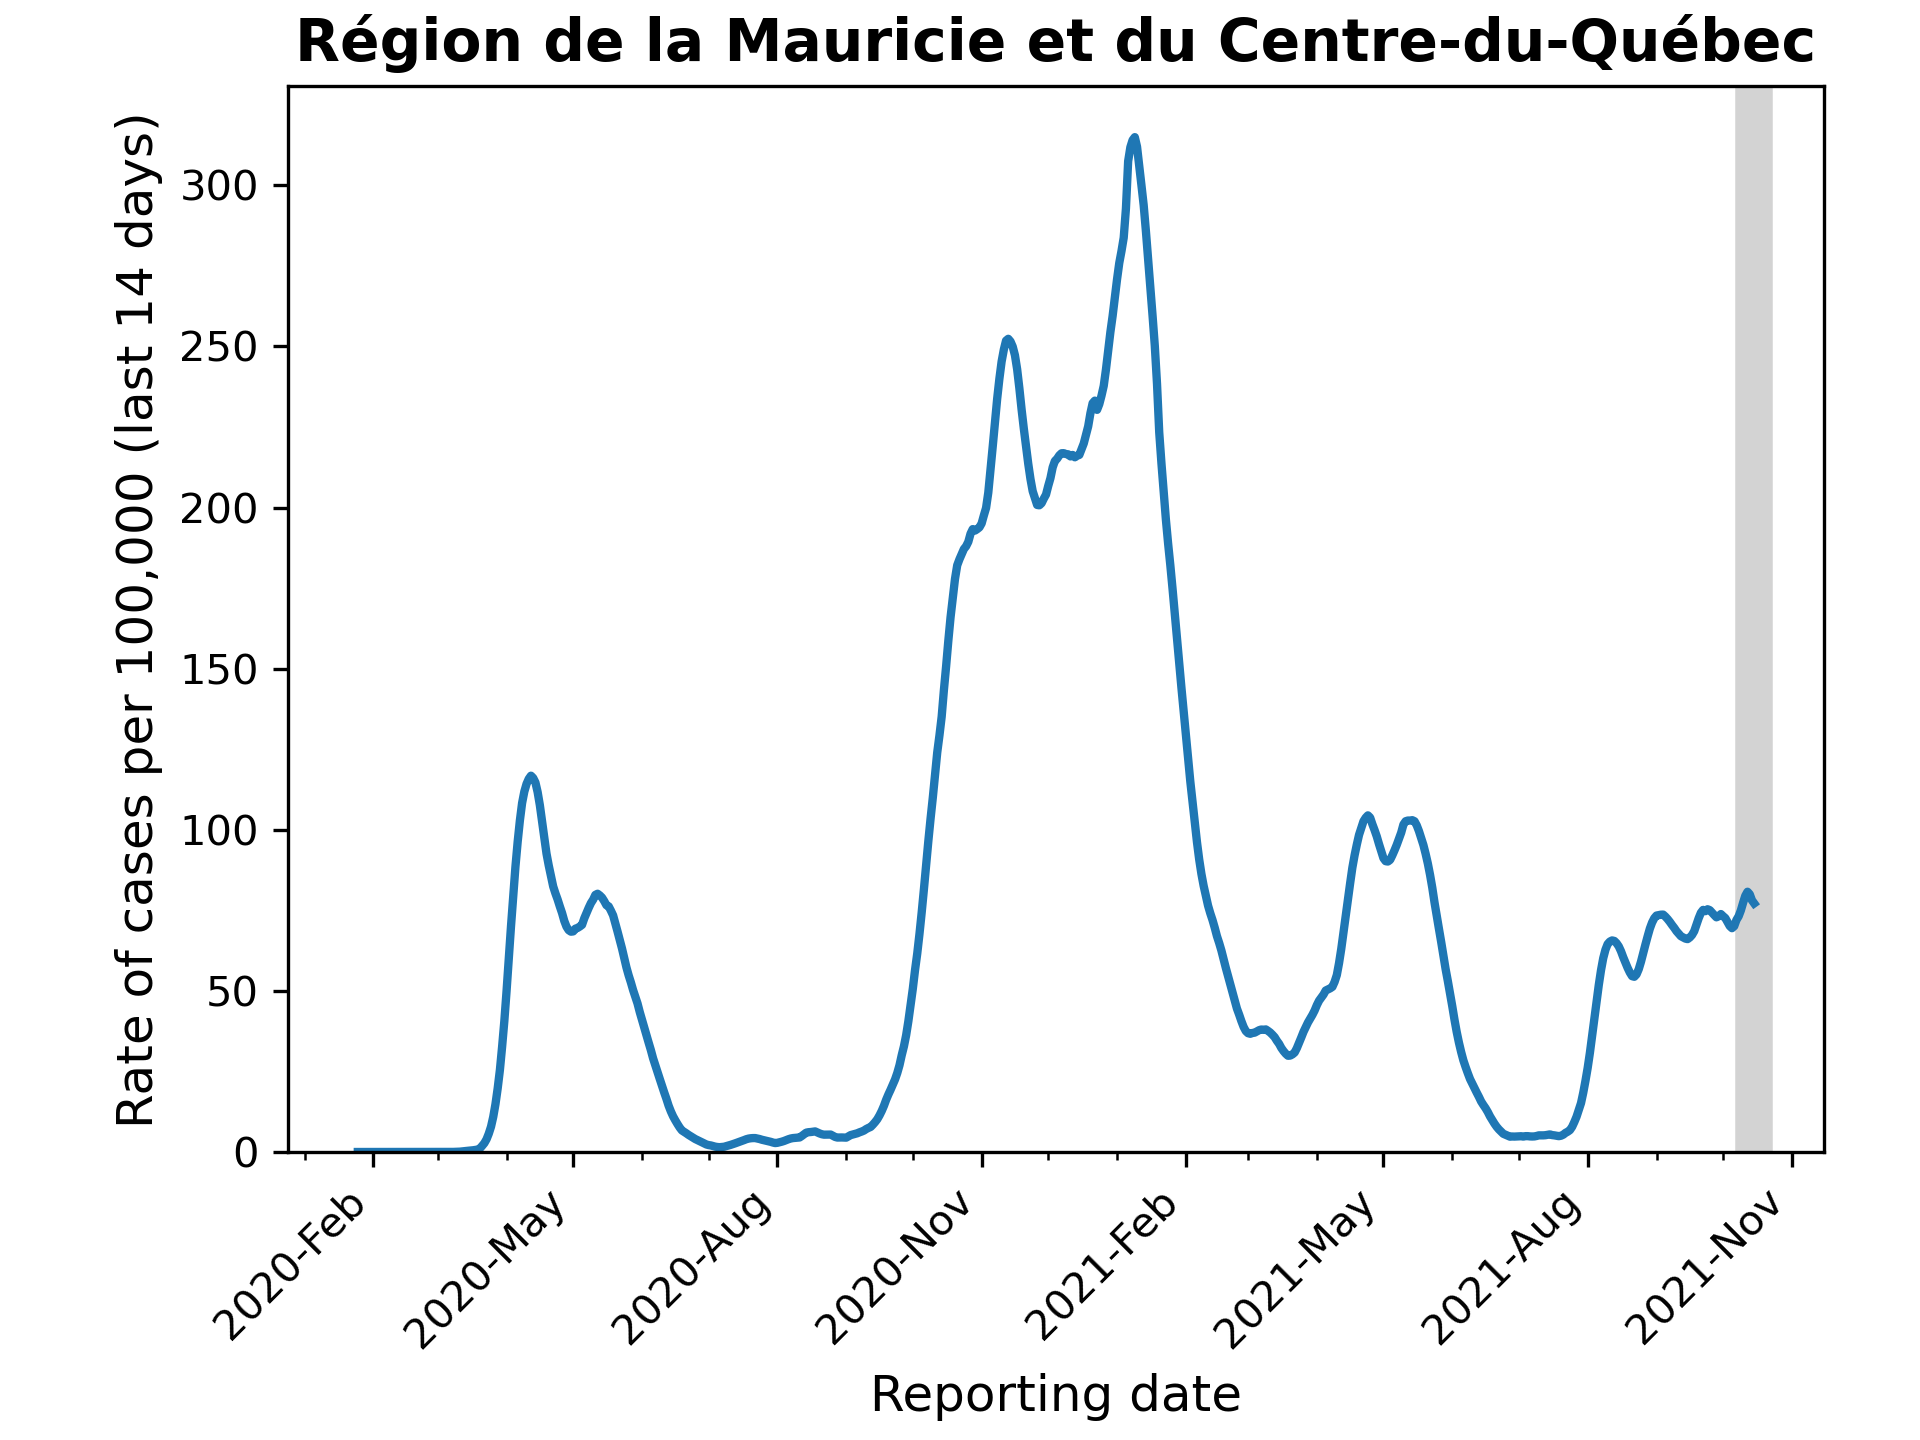 Région de la Mauricie et du Centre-du-Québec
Rate of cases per 100,000 (last 14 days)
300
250
200
150
100
50
0
2020-Feb
2020-May
2020-Aug
2020-Nov
2021-Feb
2021-May
2021-Aug
2021-Nov
Reporting date